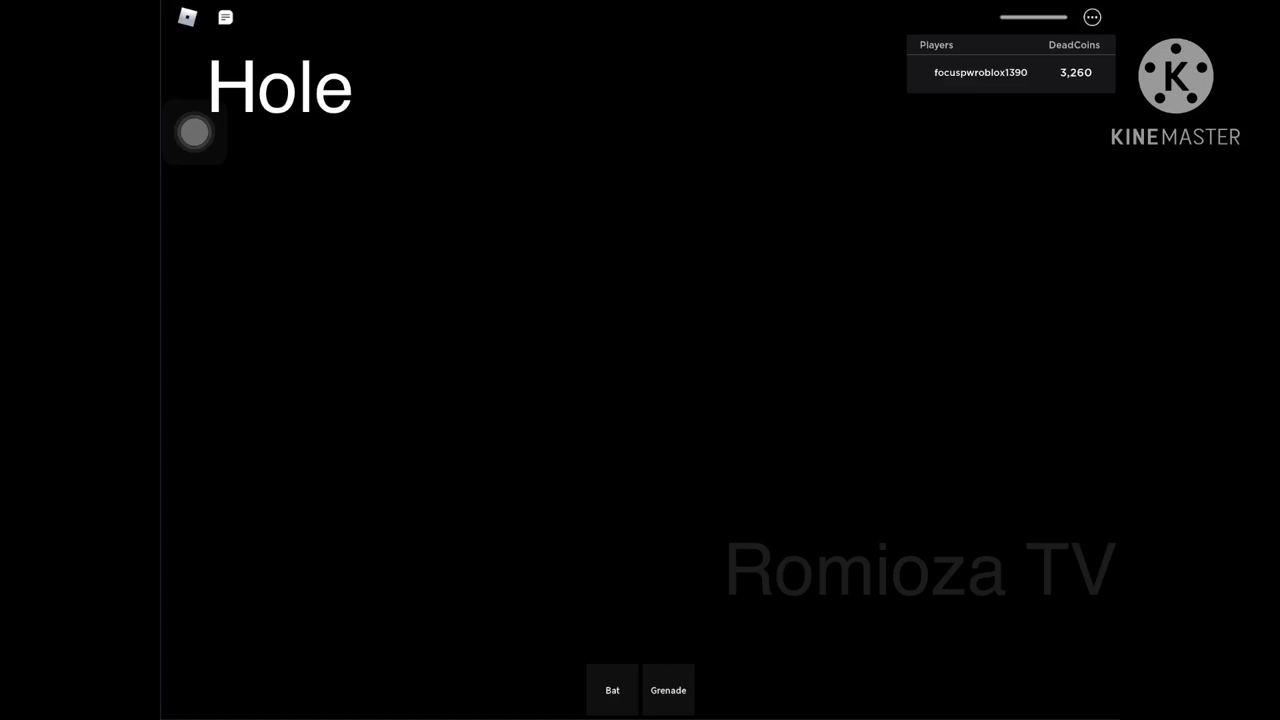 Players DeadCoins
focuspwroblox1390 3,260
K
KINEMASTER
Hole
Romioza TV
Bat Grenade